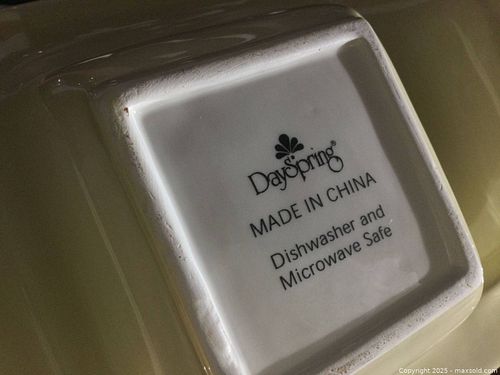 DaySpring®
MADE IN CHINA
Dishwasher and
Microwave Safe
Copyright 2025 - maxsold.com